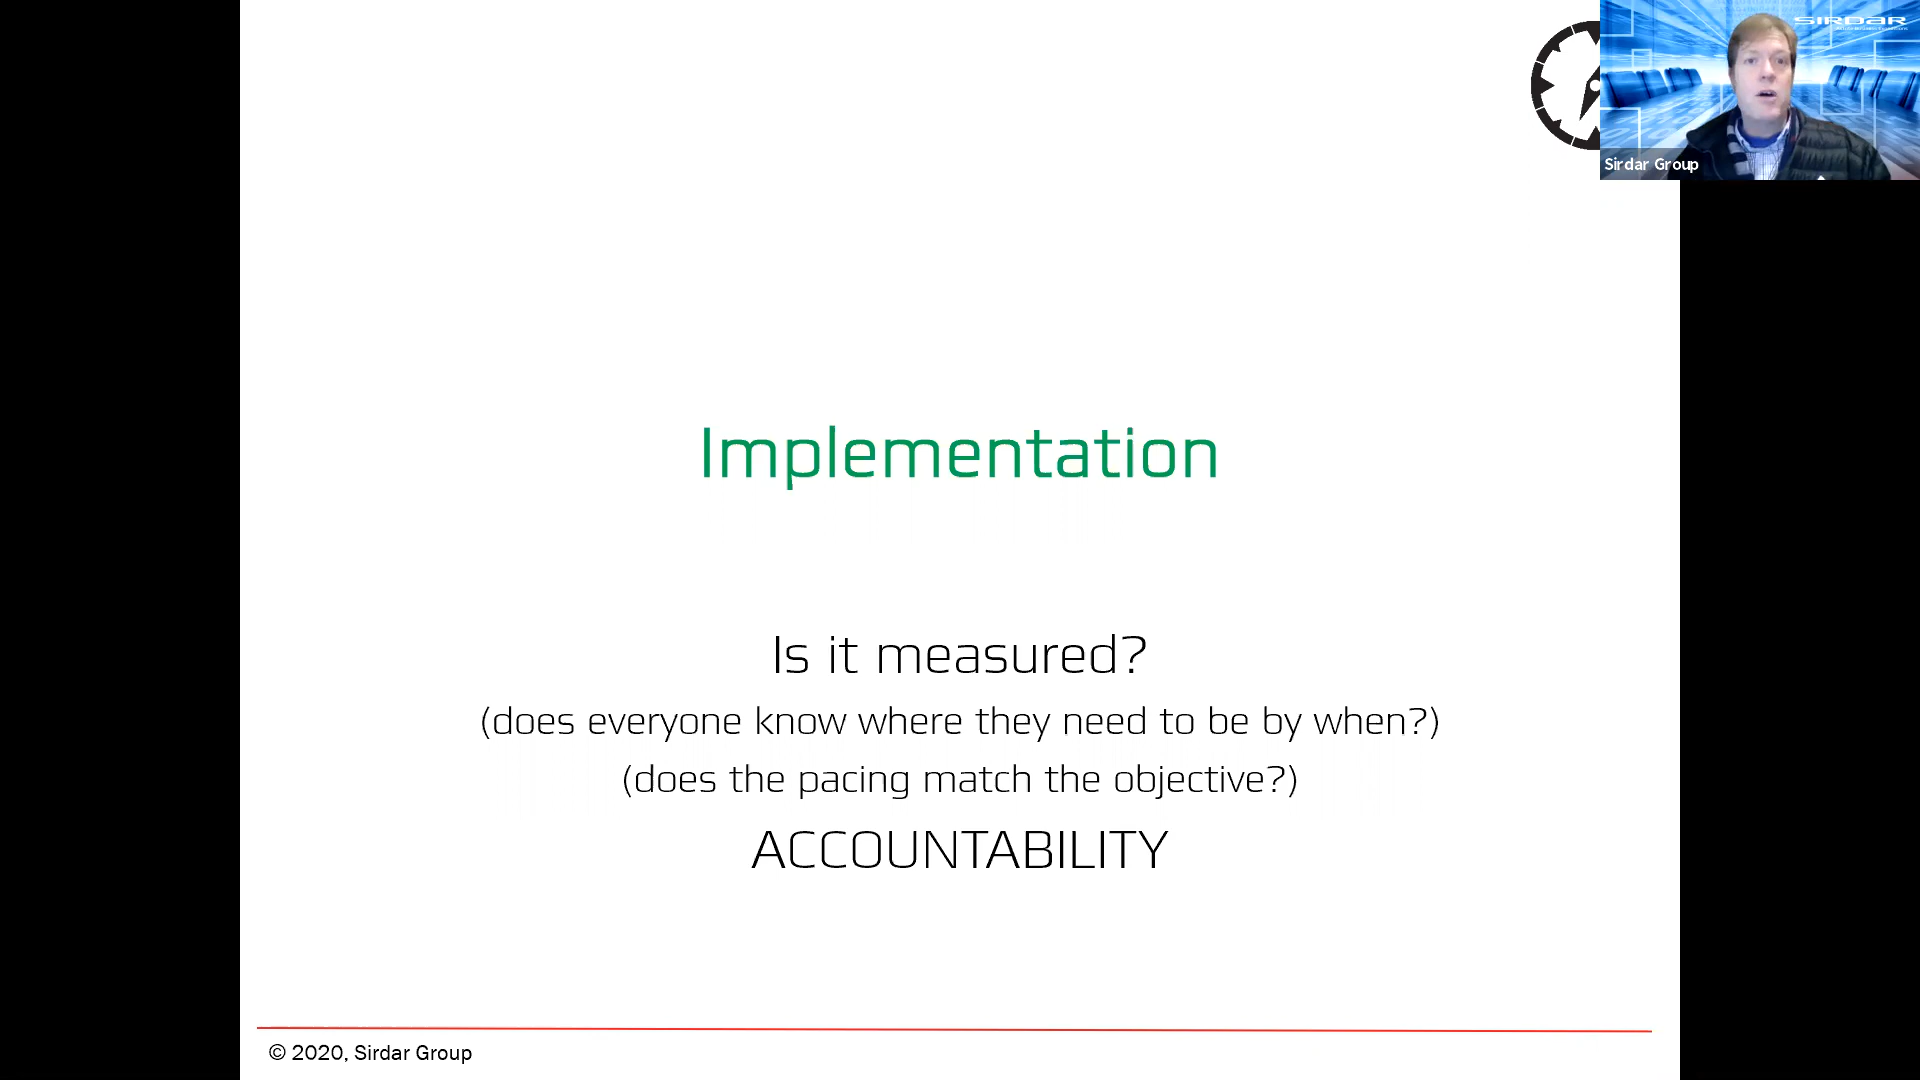 SIRDAR
Sirdar Group
Implementation
Is it measured?
(does everyone know where they need to be by when?)
(does the pacing match the objective?)
ACCOUNTABILITY
© 2020, Sirdar Group